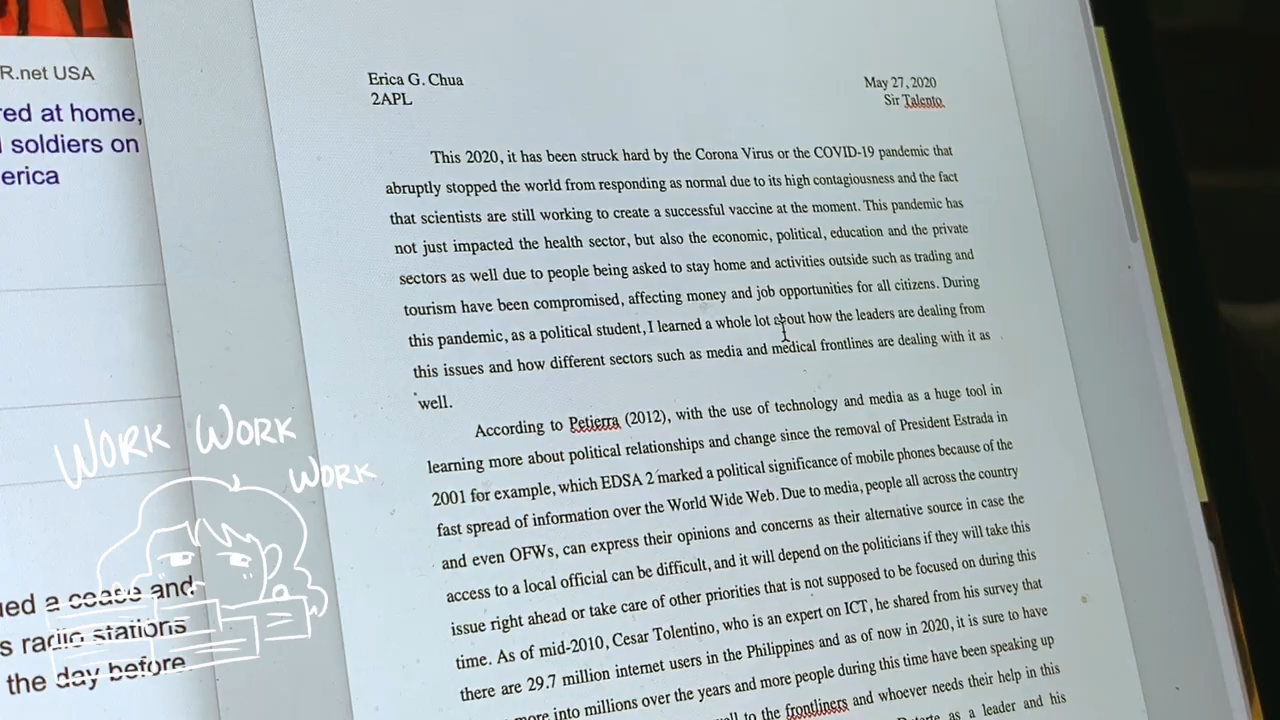 R.net USA
red at home,
soldiers on
erica
Erica G. Chua
May 27, 2020
2APL
Sir Talento
This 2020, it has been struck hard by the Corona Virus or the COVID-19 pandemic that
abruptly stopped the world from responding as normal due to its high contagiousness and the fact
that scientists are still working to create a successful vaccine at the moment. This pandemic has
not just impacted the health sector, but also the economic, political, education and the private
sectors as well due to people being asked to stay home and activities outside such as trading and
tourism have been compromised, affecting money and job opportunities for all citizens. During
this pandemic, as a political student, I learned a whole lot about how the leaders are dealing from
this issues and how different sectors such as media and medical frontlines are dealing with it as
well.
According to Petierra (2012), with the use of technology and media as a huge tool in
learning more about political relationships and change since the removal of President Estrada in
2001 for example, which EDSA 2 marked a political significance of mobile phones because of the
fast spread of information over the World Wide Web. Due to media, people all across the country
and even OFWs, can express their opinions and concerns as their alternative source in case the
access to a local official can be difficult, and it will depend on the politicians if they will take this
issue right ahead or take care of other priorities that is not supposed to be focused on during this
time. As of mid-2010, Cesar Tolentino, who is an expert on ICT, he shared from his survey that
there are 29.7 million internet users in the Philippines and as of now in 2020, it is sure to have
more into millions over the years and more people during this time have been speaking up
to the frontliners and whoever needs their help in this
as a leader and his
WORK WORK
WORK
ued a cease and
s radio stations
the day before